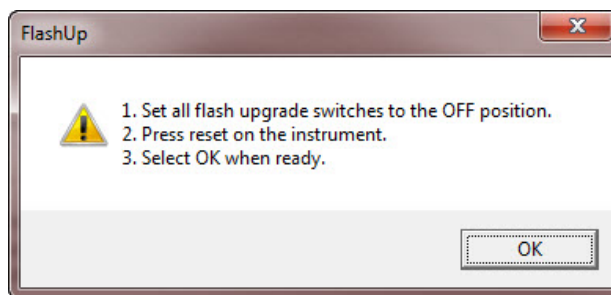 FlashUp
1. Set all flash upgrade switches to the OFF position.
2. Press reset on the instrument.
3. Select OK when ready.
OK